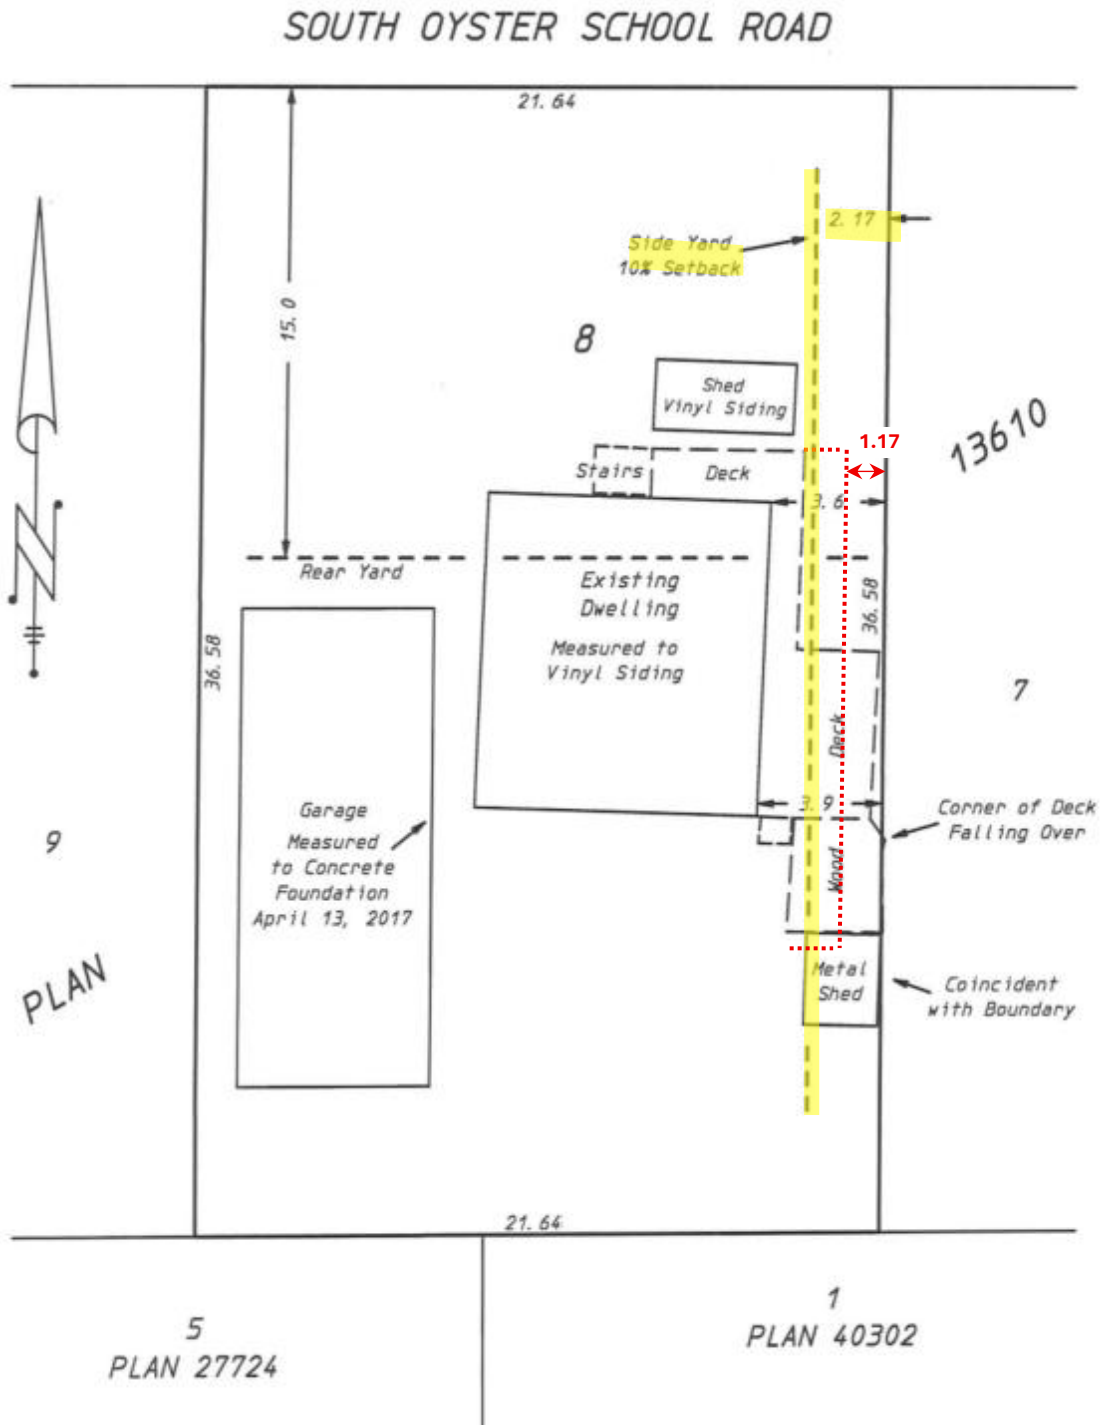 SOUTH OYSTER SCHOOL ROAD
21.64
2.17
Side Yard
10% Setback
15.0
8
Shed
Vinyl Siding
13610
1.17
Stairs
Deck
3.6
Rear Yard
Existing
Dwelling
36.58
Measured to
Vinyl Siding
36.58
7
Deck
3.9
Garage
Measured
to Concrete
Foundation
April 13, 2017
Corner of Deck
Falling Over
9
Wood
PLAN
Metal
Shed
Coincident
with Boundary
21.64
5
PLAN 27724
1
PLAN 40302
N